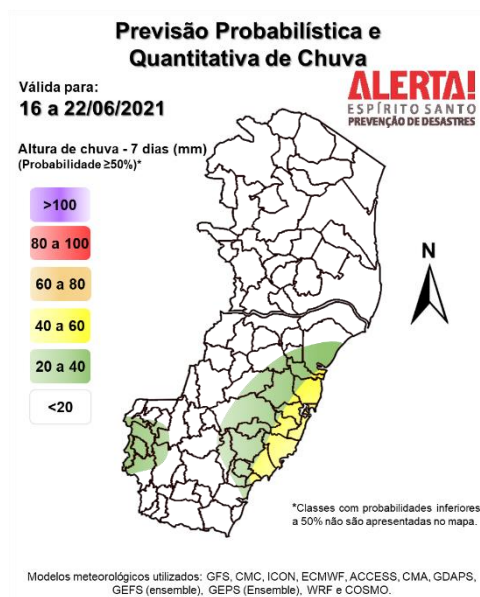 Previsão Probabilística e
Quantitativa de Chuva
Válida para:
16 a 22/06/2021
ALERTA!
ESPÍRITO SANTO
PREVENÇÃO DE DESASTRES
Altura de chuva - 7 dias (mm)
(Probabilidade ≥50%)*
>100
80 a 100
60 a 80
40 a 60
20 a 40
<20
N
*Classes com probabilidades inferiores
a 50% não são apresentadas no mapa.
Modelos meteorológicos utilizados: GFS, CMC, ICON, ECMWF, ACCESS, CMA, GDAPS,
GEFS (ensemble), GEPS (Ensemble), WRF e COSMO.